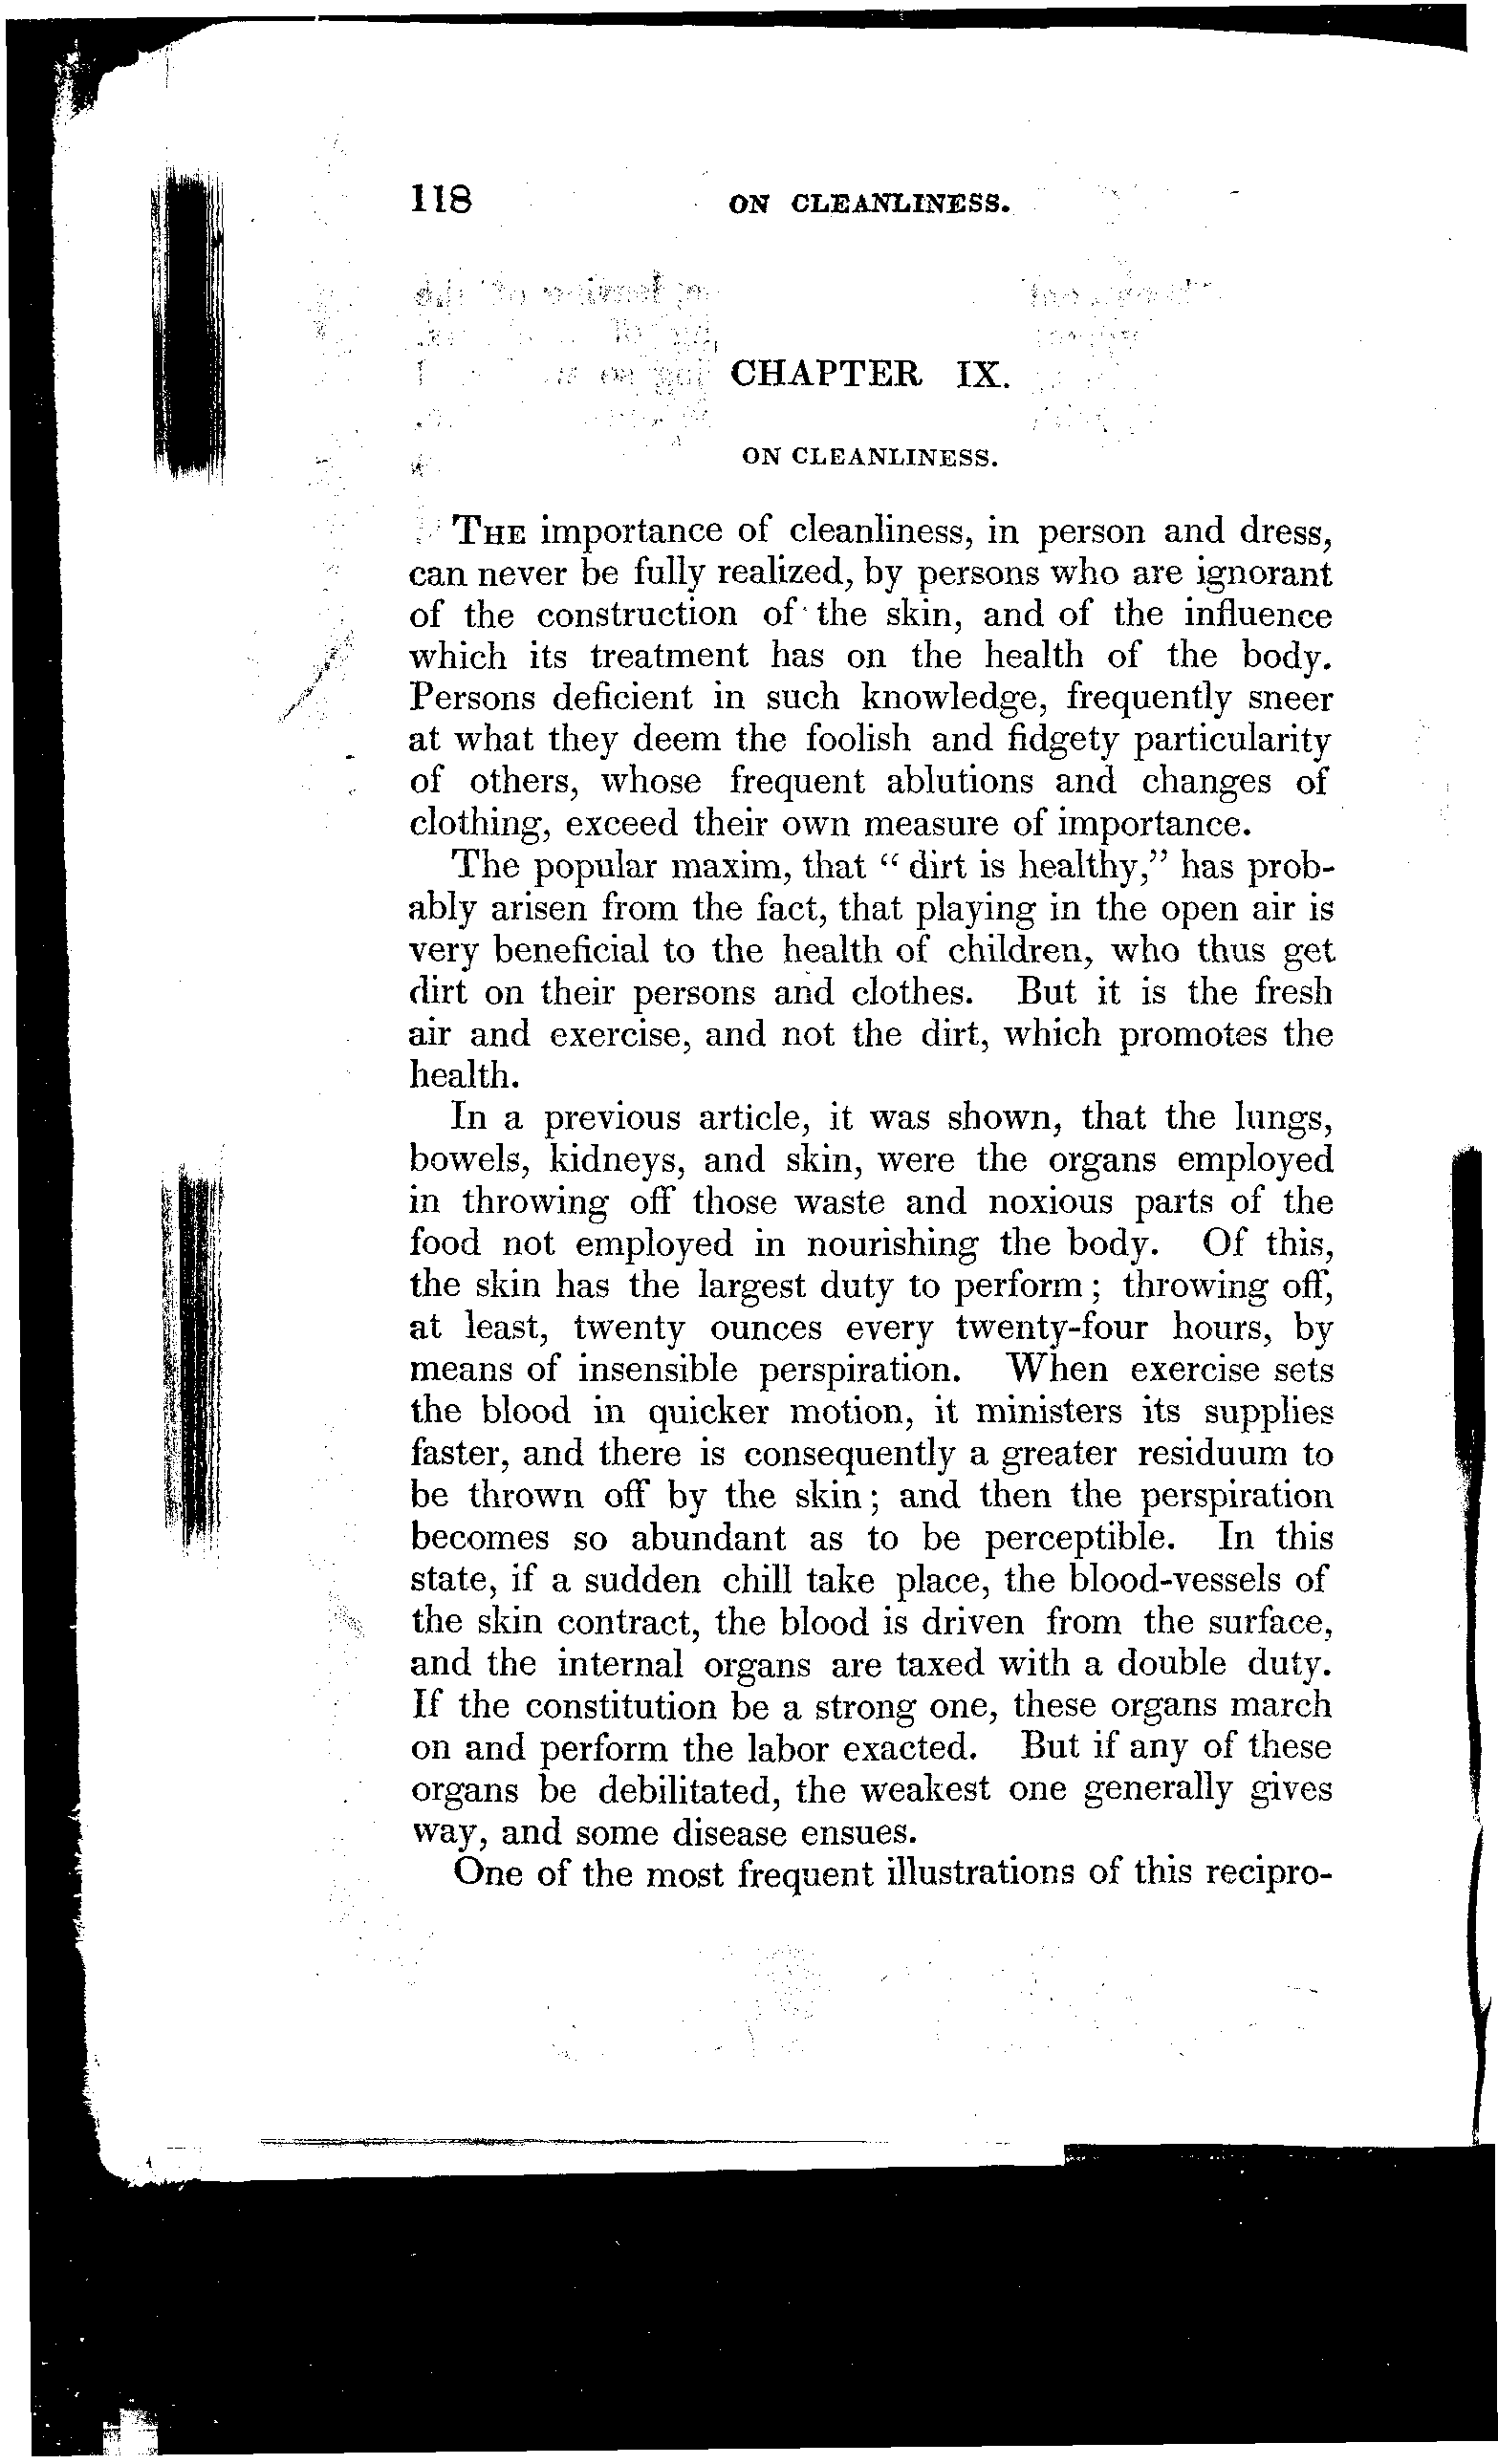 118 ON CLEANLINESS.
CHAPTER IX.
ON CLEANLINESS.
THE importance of cleanliness, in person and dress,
can never be fully realized, by persons who are ignorant
of the construction of the skin, and of the influence
which its treatment has on the health of the body.
Persons deficient in such knowledge, frequently sneer
at what they deem the foolish and fidgety particularity
of others, whose frequent ablutions and changes of
clothing, exceed their own measure of importance.
The popular maxim, that “ dirt is healthy,” has prob-
ably arisen from the fact, that playing in the open air is
very beneficial to the health of children, who thus get
dirt on their persons and clothes. But it is the fresh
air and exercise, and not the dirt, which promotes the
health.
In a previous article, it was shown, that the lungs,
bowels, kidneys, and skin, were the organs employed
in throwing off those waste and noxious parts of the
food not employed in nourishing the body. Of this,
the skin has the largest duty to perform; throwing off,
at least, twenty ounces every twenty-four hours, by
means of insensible perspiration. When exercise sets
the blood in quicker motion, it ministers its supplies
faster, and there is consequently a greater residuum to
be thrown off by the skin; and then the perspiration
becomes so abundant as to be perceptible. In this
state, if a sudden chill take place, the blood-vessels of
the skin contract, the blood is driven from the surface,
and the internal organs are taxed with a double duty.
If the constitution be a strong one, these organs march
on and perform the labor exacted. But if any of these
organs be debilitated, the weakest one generally gives
way, and some disease ensues.
One of the most frequent illustrations of this recipro-